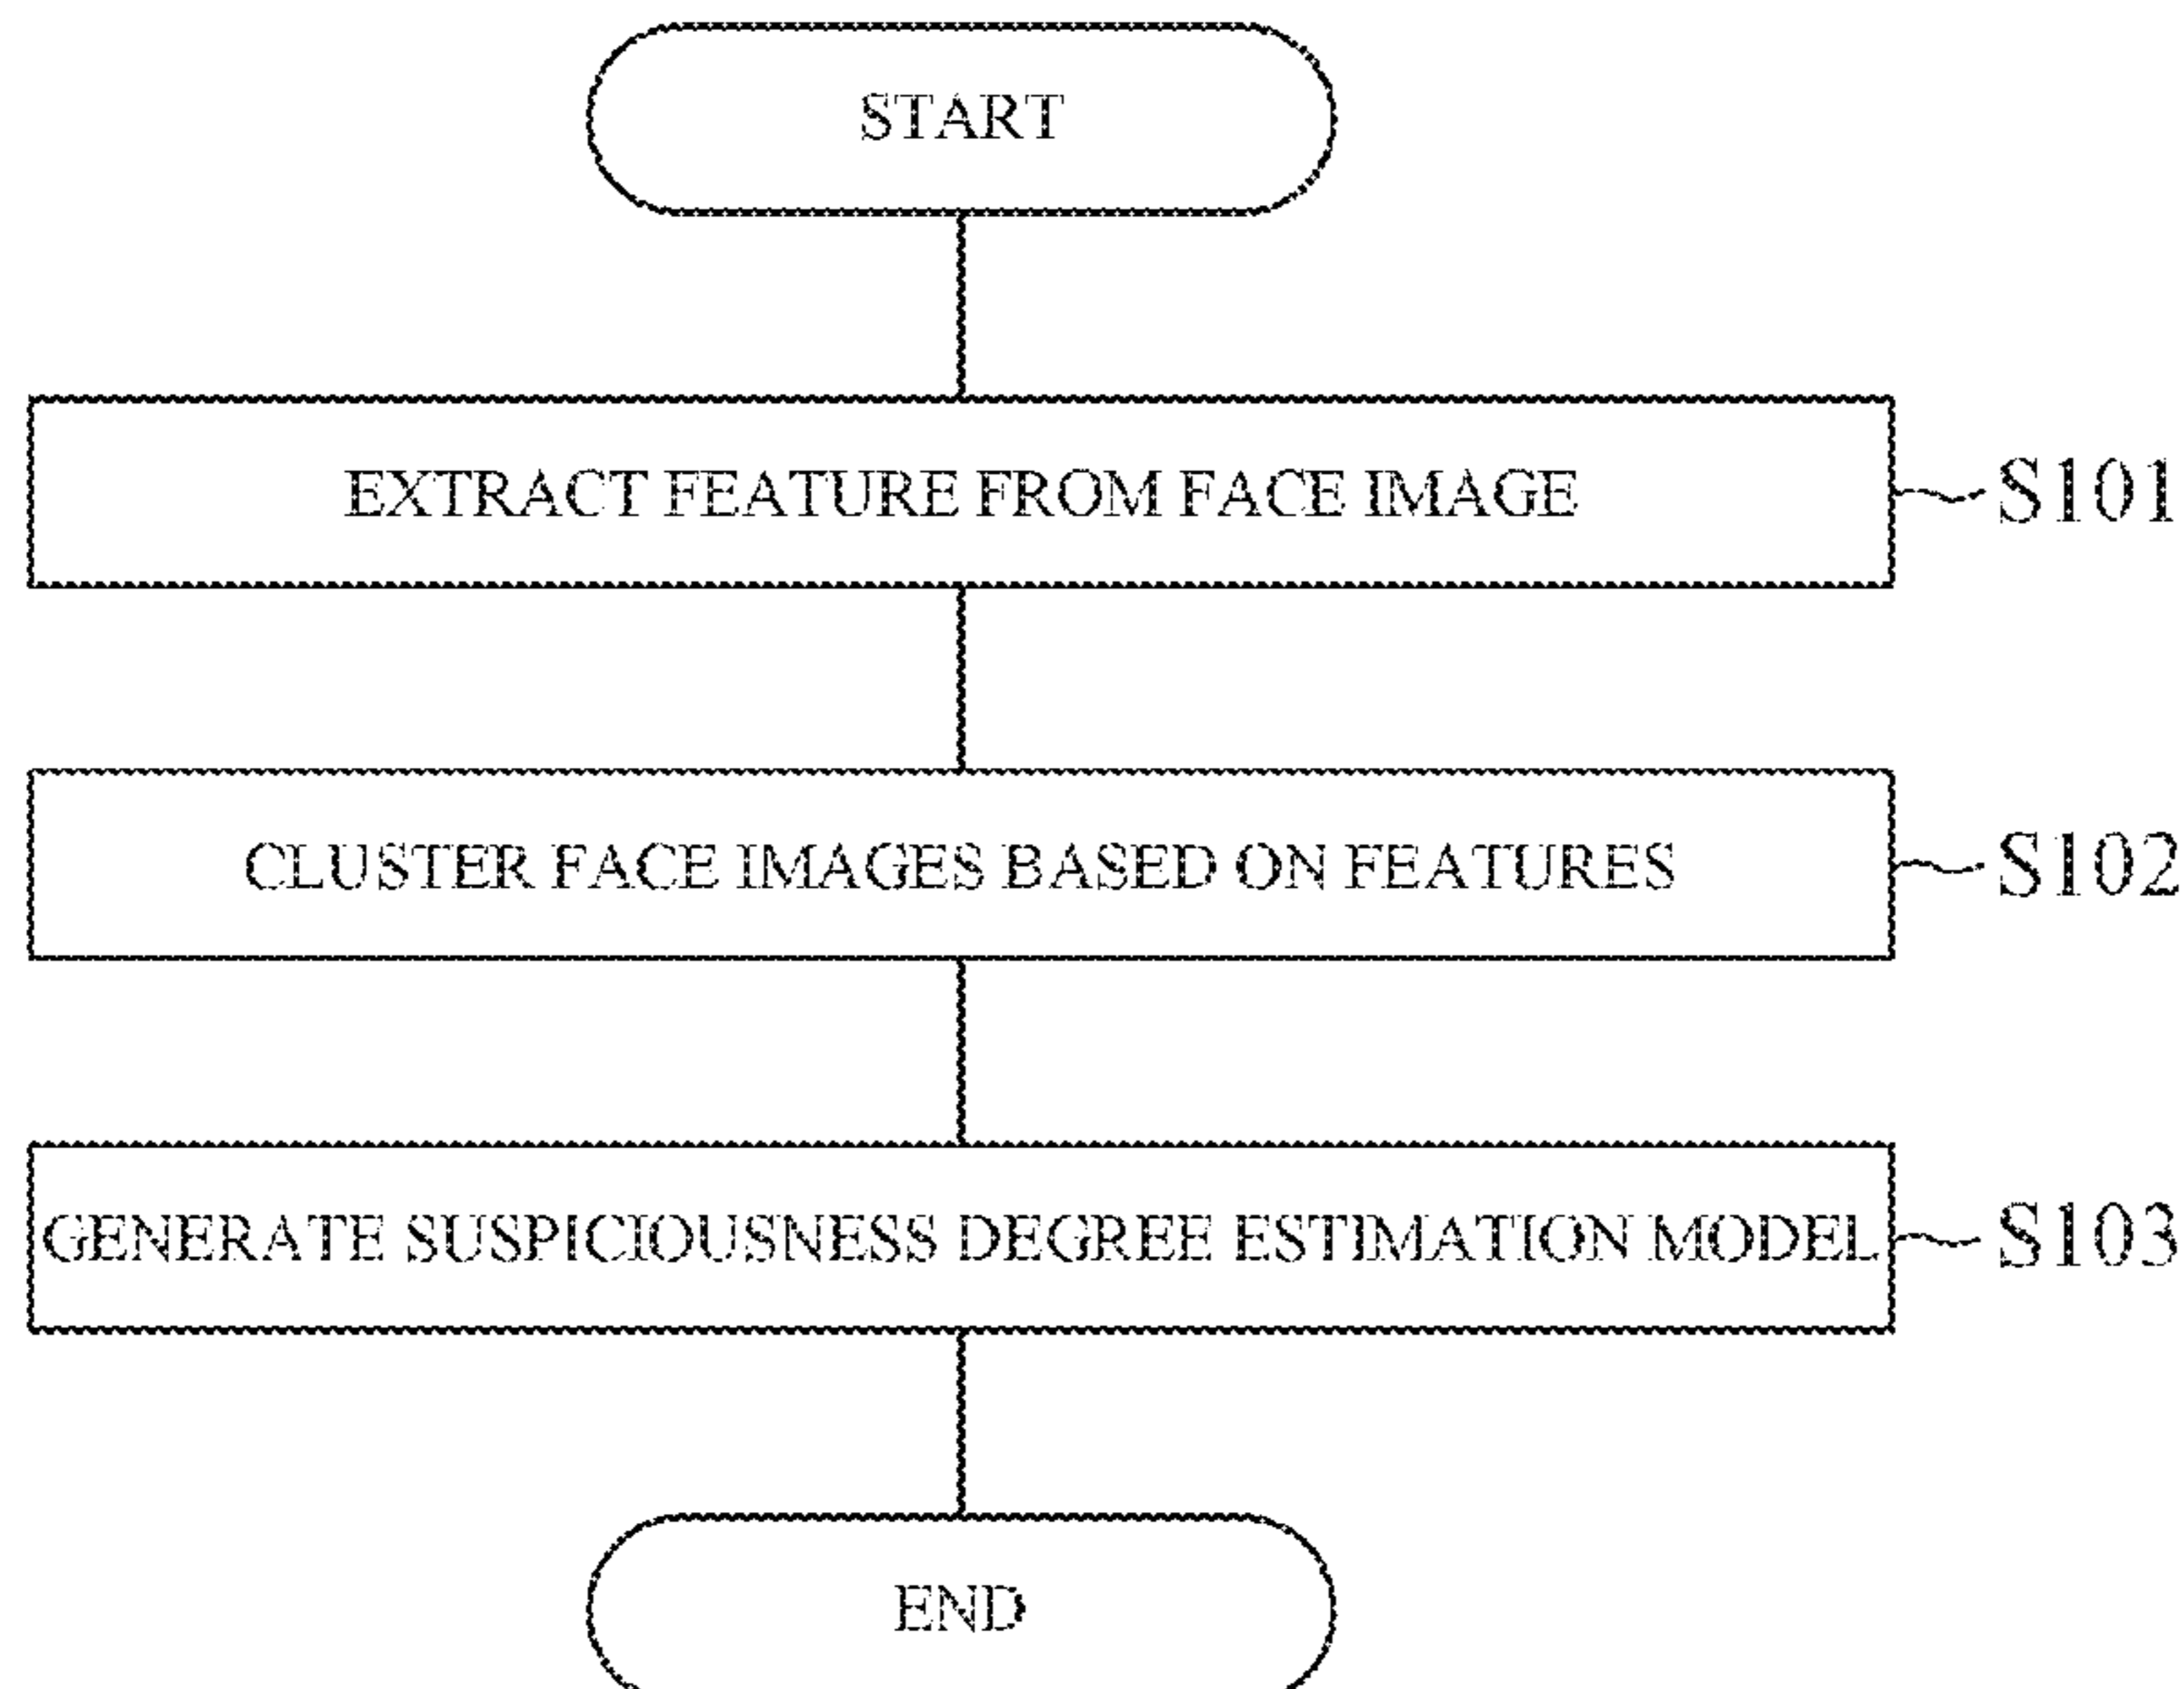 START
EXTRACT FEATURE FROM FACE IMAGE
S101
CLUSTER FACE IMAGES BASED ON FEATURES
S102
GENERATE SUSPICIOUSNESS DEGREE ESTIMATION MODEL
S103
END